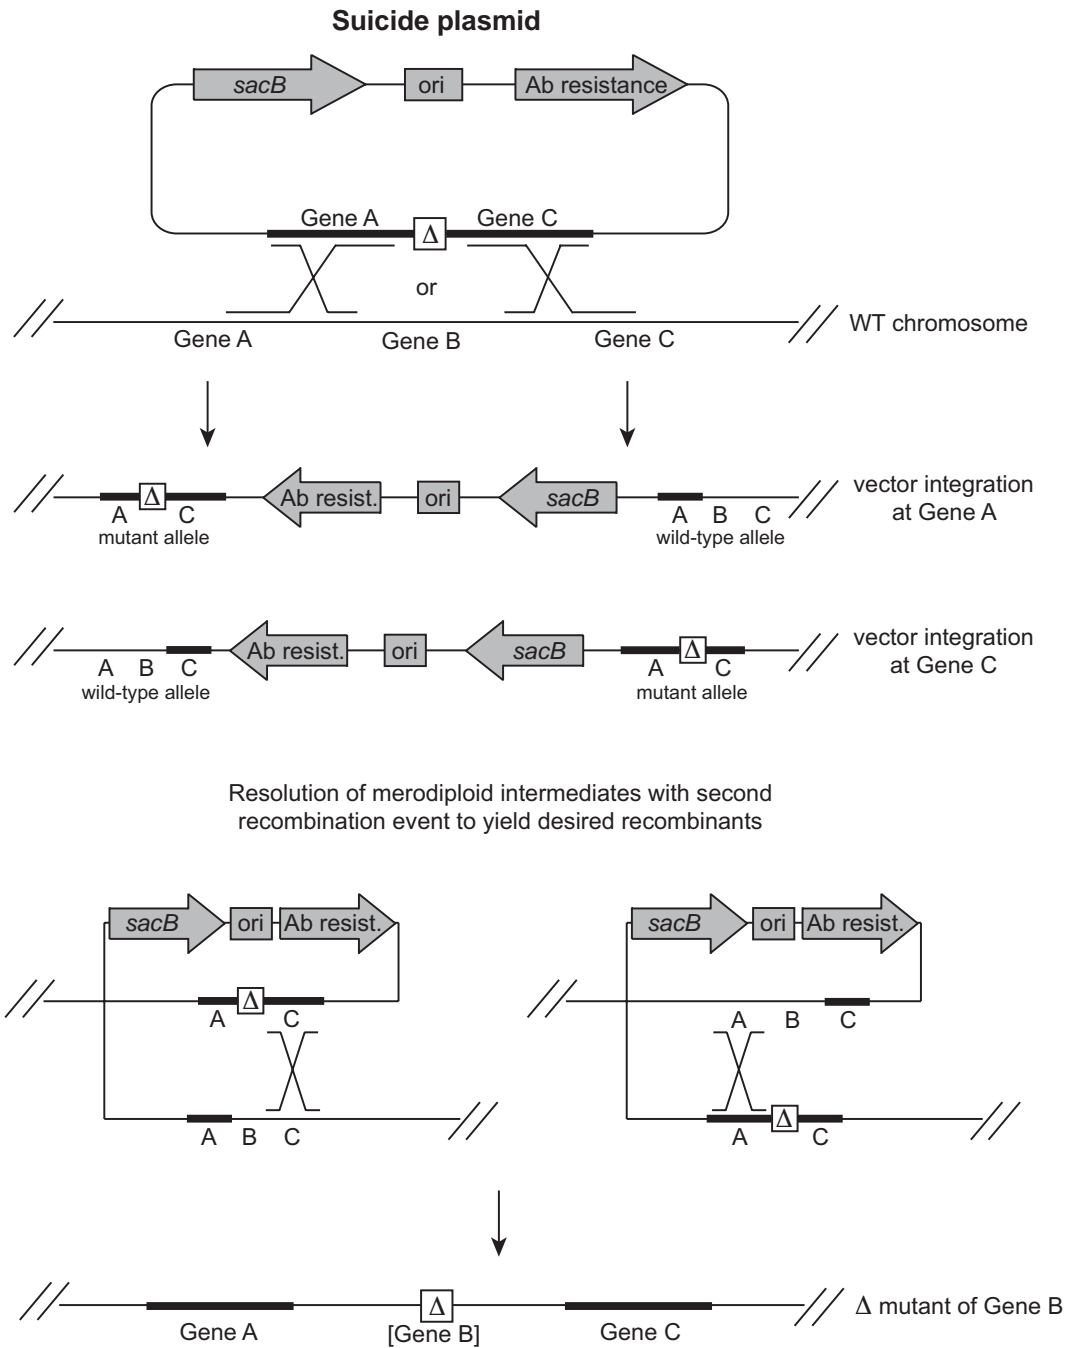 Suicide plasmid
sacB ori Ab resistance
Gene A Δ Gene C
or
Gene A Gene B Gene C WT chromosome
Δ Ab resist. ori sacB vector integration
A C A B C at Gene A
mutant allele wild-type allele
Ab resist. ori sacB Δ vector integration
A B C A C at Gene C
wild-type allele mutant allele
Resolution of merodiploid intermediates with second
recombination event to yield desired recombinants
sacB ori Ab resist. sacB ori Ab resist.
Δ
A C A B C
Δ
A B C A C
Δ Δ mutant of Gene B
Gene A [Gene B] Gene C